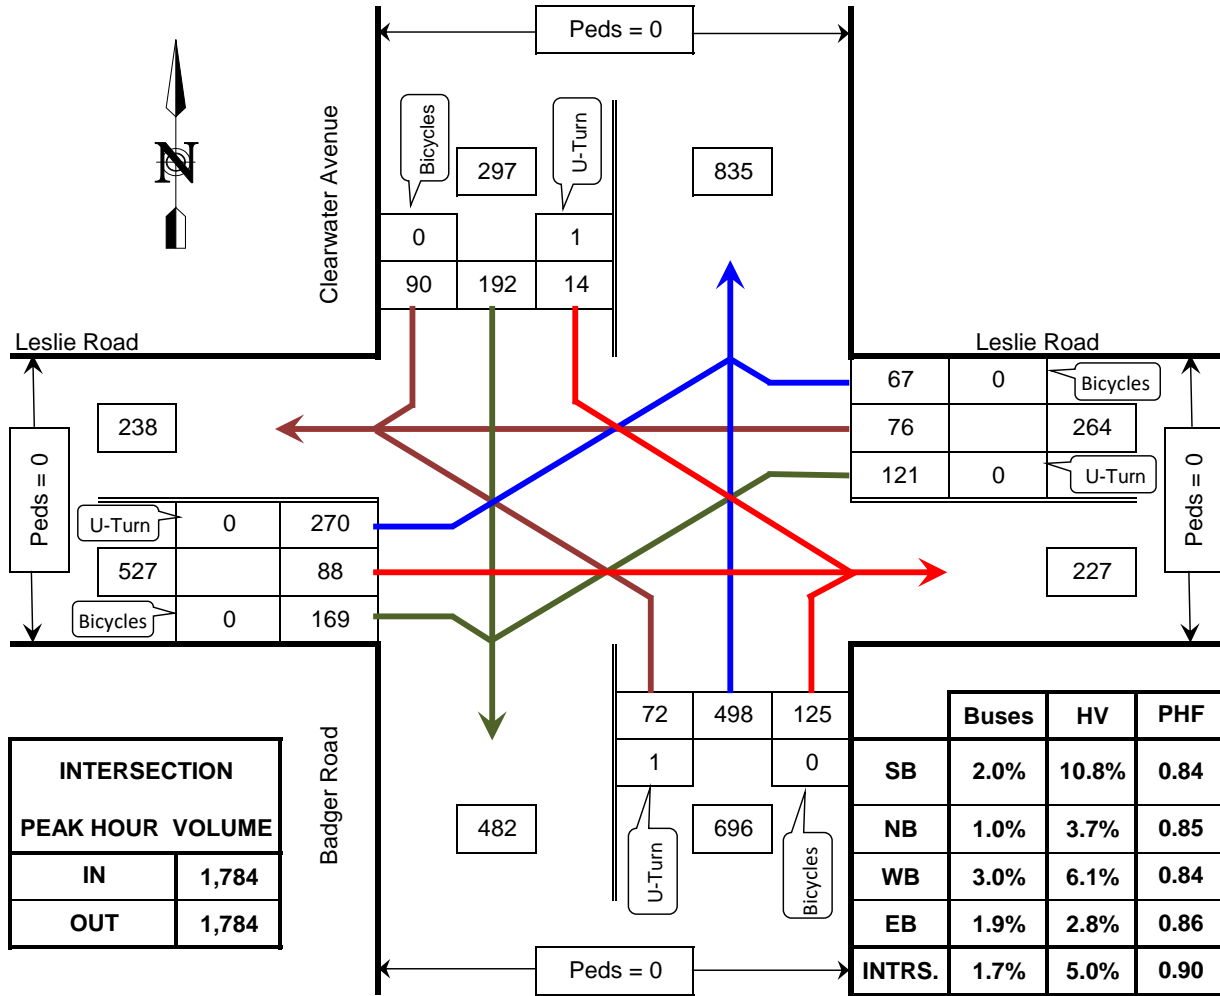 Peds = 0
N
Clearwater Avenue
Bicycles
U-Turn
297
835
0
1
90
192
14
Leslie Road
Leslie Road
67
0
Bicycles
Peds = 0
238
76
264
Peds = 0
121
0
U-Turn
U-Turn
0
270
527
88
227
Bicycles
0
169
72
498
125
1
0
Badger Road
482
U-Turn
696
Bicycles
Peds = 0
INTERSECTION
PEAK HOUR VOLUME
IN 1,784
OUT 1,784
Buses HV PHF
SB 2.0% 10.8% 0.84
NB 1.0% 3.7% 0.85
WB 3.0% 6.1% 0.84
EB 1.9% 2.8% 0.86
INTRS. 1.7% 5.0% 0.90